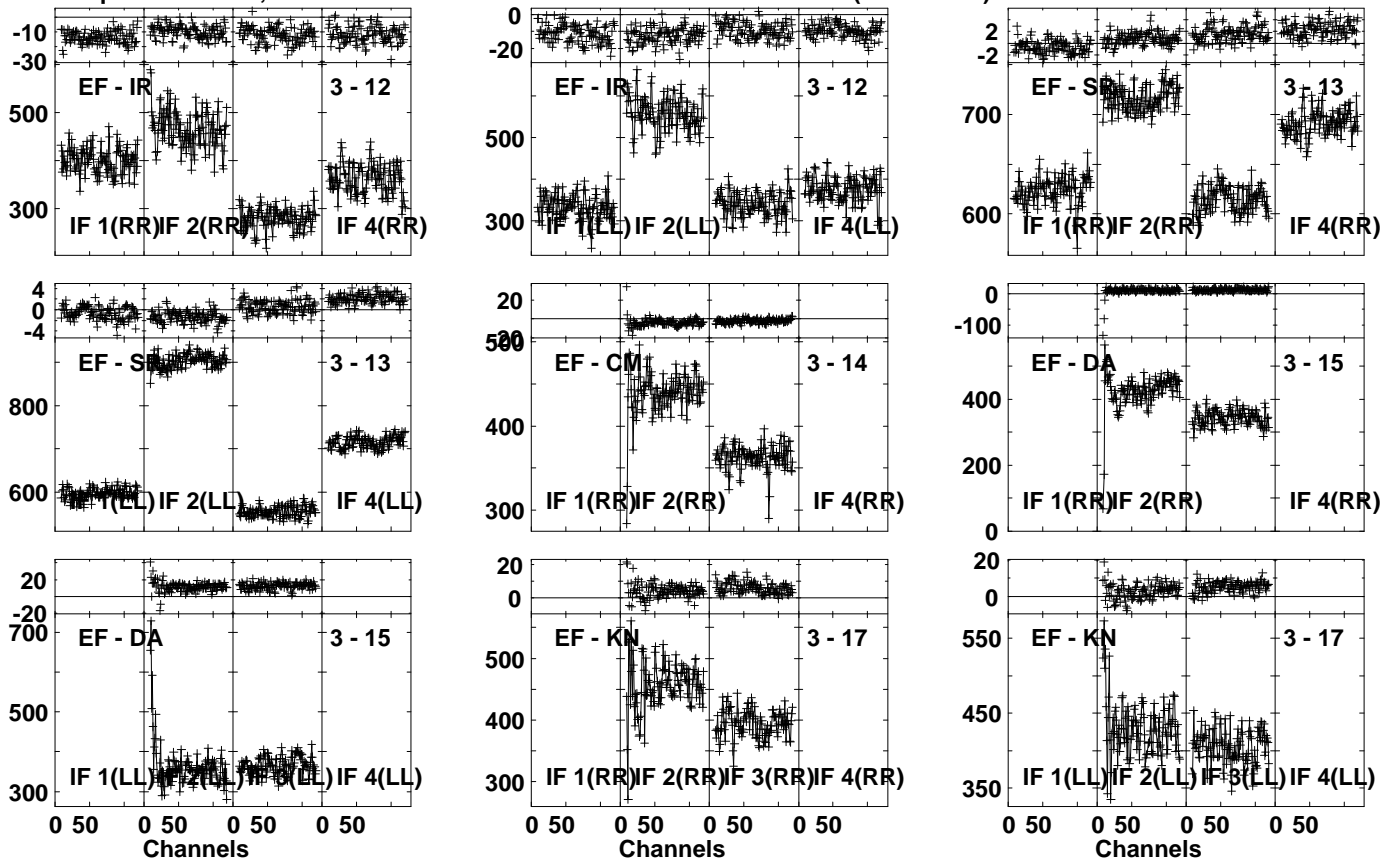 -10
-30
EF - IR 3 - 12
500
300
IF 1(RR) IF 2(RR) IF 4(RR)
0
-20
EF - IR 3 - 12
500
400
300
IF 1(LL) IF 2(LL) IF 4(LL)
2
-2
EF - SR 3 - 13
700
600
IF 1(RR) IF 2(RR) IF 4(RR)
4
0
-4
EF - SR 3 - 13
800
600
IF 1(LL) IF 2(LL) IF 4(LL)
20
-20
500
EF - CM 3 - 14
400
300
IF 1(RR) IF 2(RR) IF 4(RR)
0
-100
EF - DA 3 - 15
400
200
0
IF 1(RR) IF 2(RR) IF 4(RR)
20
-20
700
EF - DA 3 - 15
500
300
IF 1(LL) IF 2(LL) IF 3(LL) IF 4(LL)
0 50 0 50 0 50 0 50
Channels
20
0
EF - KN 3 - 17
500
400
300
IF 1(RR) IF 2(RR) IF 3(RR) IF 4(RR)
0 50 0 50 0 50 0 50
Channels
20
0
550
EF - KN 3 - 17
450
350
IF 1(LL) IF 2(LL) IF 3(LL) IF 4(LL)
0 50 0 50 0 50 0 50
Channels